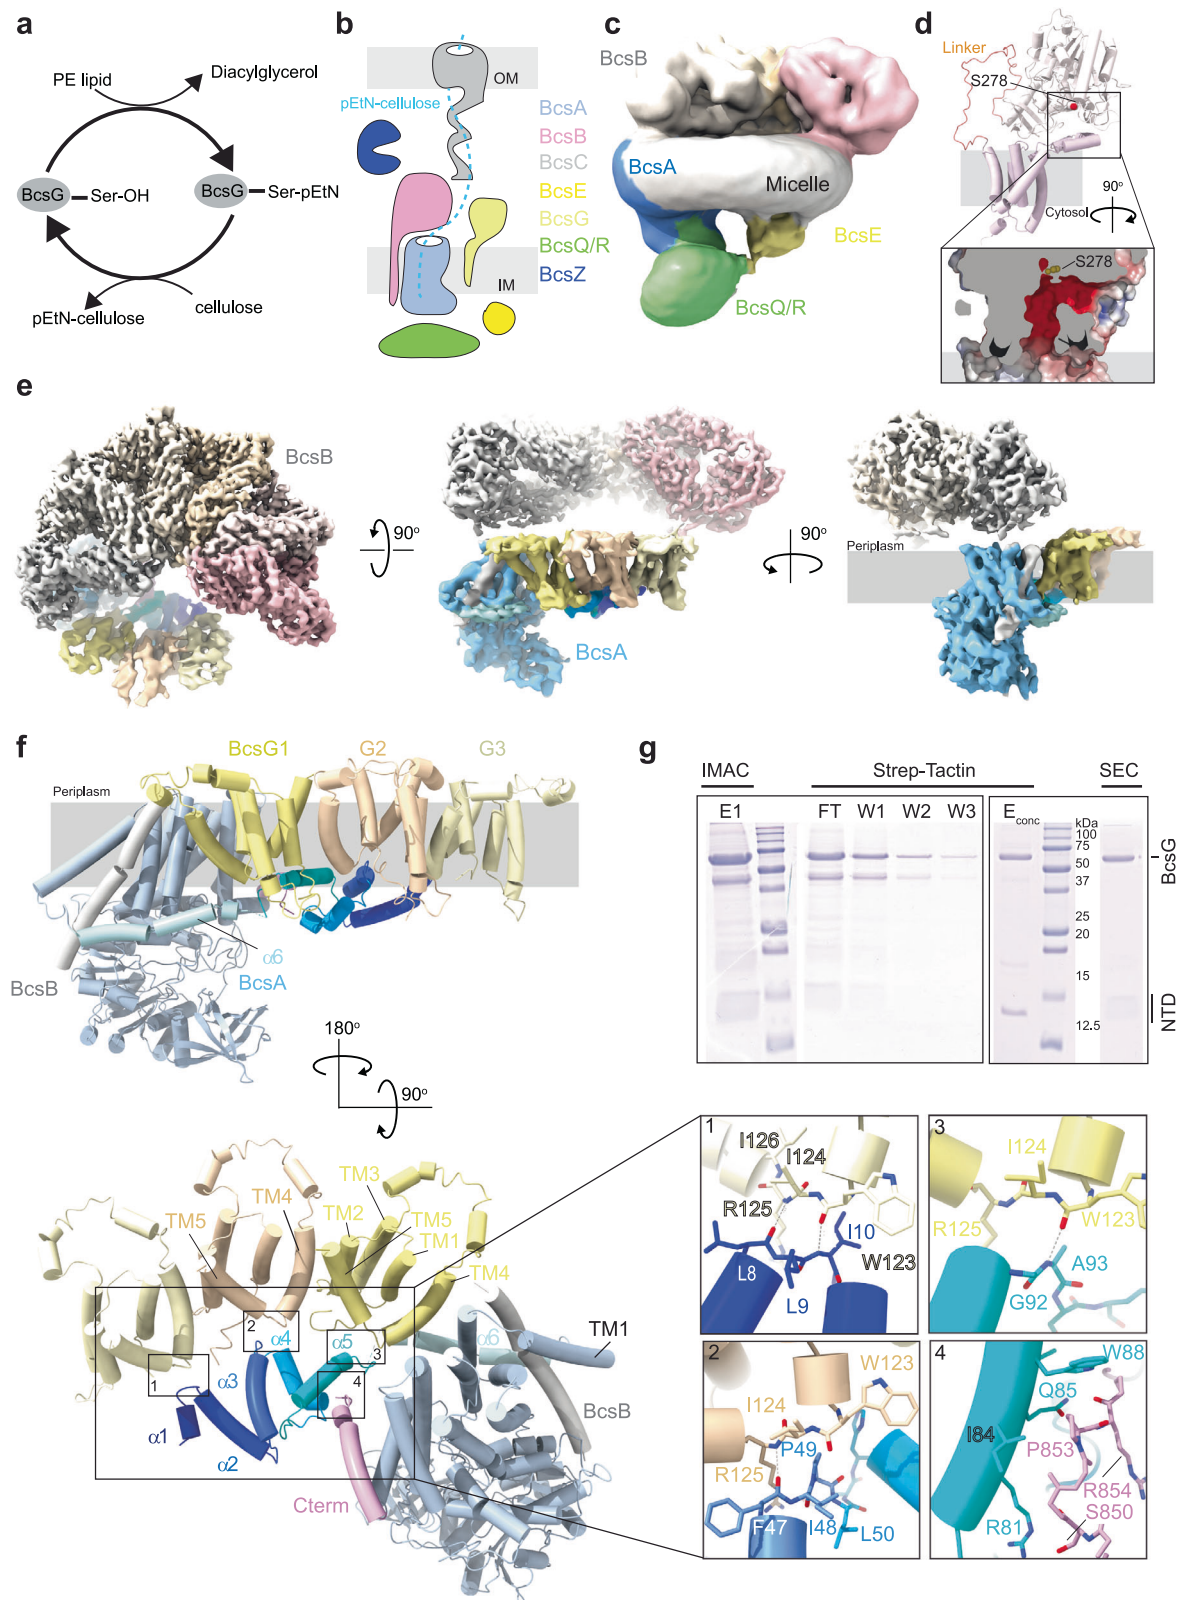 a
PE lipid
Diacylglycerol
BcsG
Ser-OH
BcsG
Ser-pEtN
pEtN-cellulose
cellulose
b
OM
pEtN-cellulose
IM
BcsA
BcsB
BcsC
BcsE
BcsG
BcsQ/R
BcsZ
c
BcsB
BcsA
Micelle
BcsE
BcsQ/R
d
Linker
S278
Cytosol
90°
S278
e
BcsB
90°
BcsA
90°
Periplasm
f
BcsG1
G2
G3
Periplasm
α6
BcsA
BcsB
180°
90°
TM3
TM4
TM2
TM5
TM5
TM1
TM4
2
α4
α5
3
α6
TM1
1
α3
4
BcsB
α1
α2
Cterm
g
IMAC
Strep-Tactin
SEC
E1
FT
W1
W2
W3
Econc
kDa
100
75
50
37
25
20
15
12.5
BcsG
NTD
1
I126
I124
R125
I10
L8
W123
L9
3
I124
R125
W123
A93
G92
2
W123
I124
P49
R125
F47
I48
L50
4
W88
Q85
I84
P853
R854
S850
R81